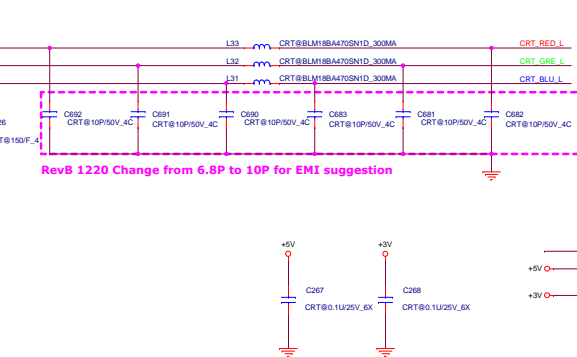 L33 CRT@BLM18BA470SN1D_300MA CRT_RED_L
L32 CRT@BLM18BA470SN1D_300MA CRT_GRE_L
L31 CRT@BLM18BA470SN1D_300MA CRT_BLU_L
C692 C691 C690 C683 C681 C682
26 CRT@10P/50V_4C CRT@10P/50V_4C CRT@10P/50V_4C CRT@10P/50V_4C CRT@10P/50V_4C CRT@10P/50V_4C
T@150/F_4
RevB 1220 Change from 6.8P to 10P for EMI suggestion
+5V +3V
+5V
C267 C268
+3V
CRT@0.1U/25V_6X CRT@0.1U/25V_6X